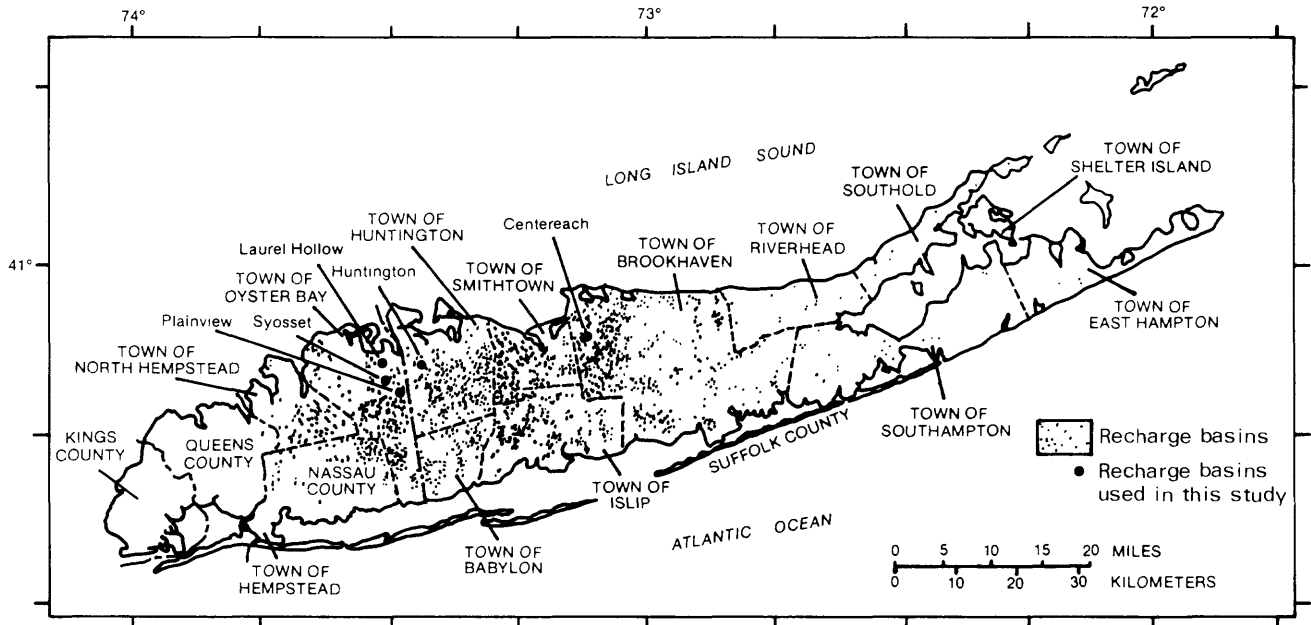 74°
73°
72°
41°
LONG ISLAND SOUND
TOWN OF
SHELTER ISLAND
TOWN OF
SOUTHOLD
TOWN OF
HUNTINGTON
Centereach
TOWN OF
RIVERHEAD
TOWN OF
BROOKHAVEN
Laurel Hollow
Huntington
TOWN OF
SMITHTOWN
TOWN OF
OYSTER BAY
TOWN OF
EAST HAMPTON
Plainview
Syosset
TOWN OF
NORTH HEMPSTEAD
TOWN OF
SOUTHAMPTON
KINGS
COUNTY
QUEENS
COUNTY
NASSAU
COUNTY
SUFFOLK COUNTY
TOWN OF
ISLIP
Recharge basins
Recharge basins
used in this study
ATLANTIC OCEAN
TOWN OF
BABYLON
TOWN OF
HEMPSTEAD
0 5 10 15 20 MILES
0 10 20 30 KILOMETERS